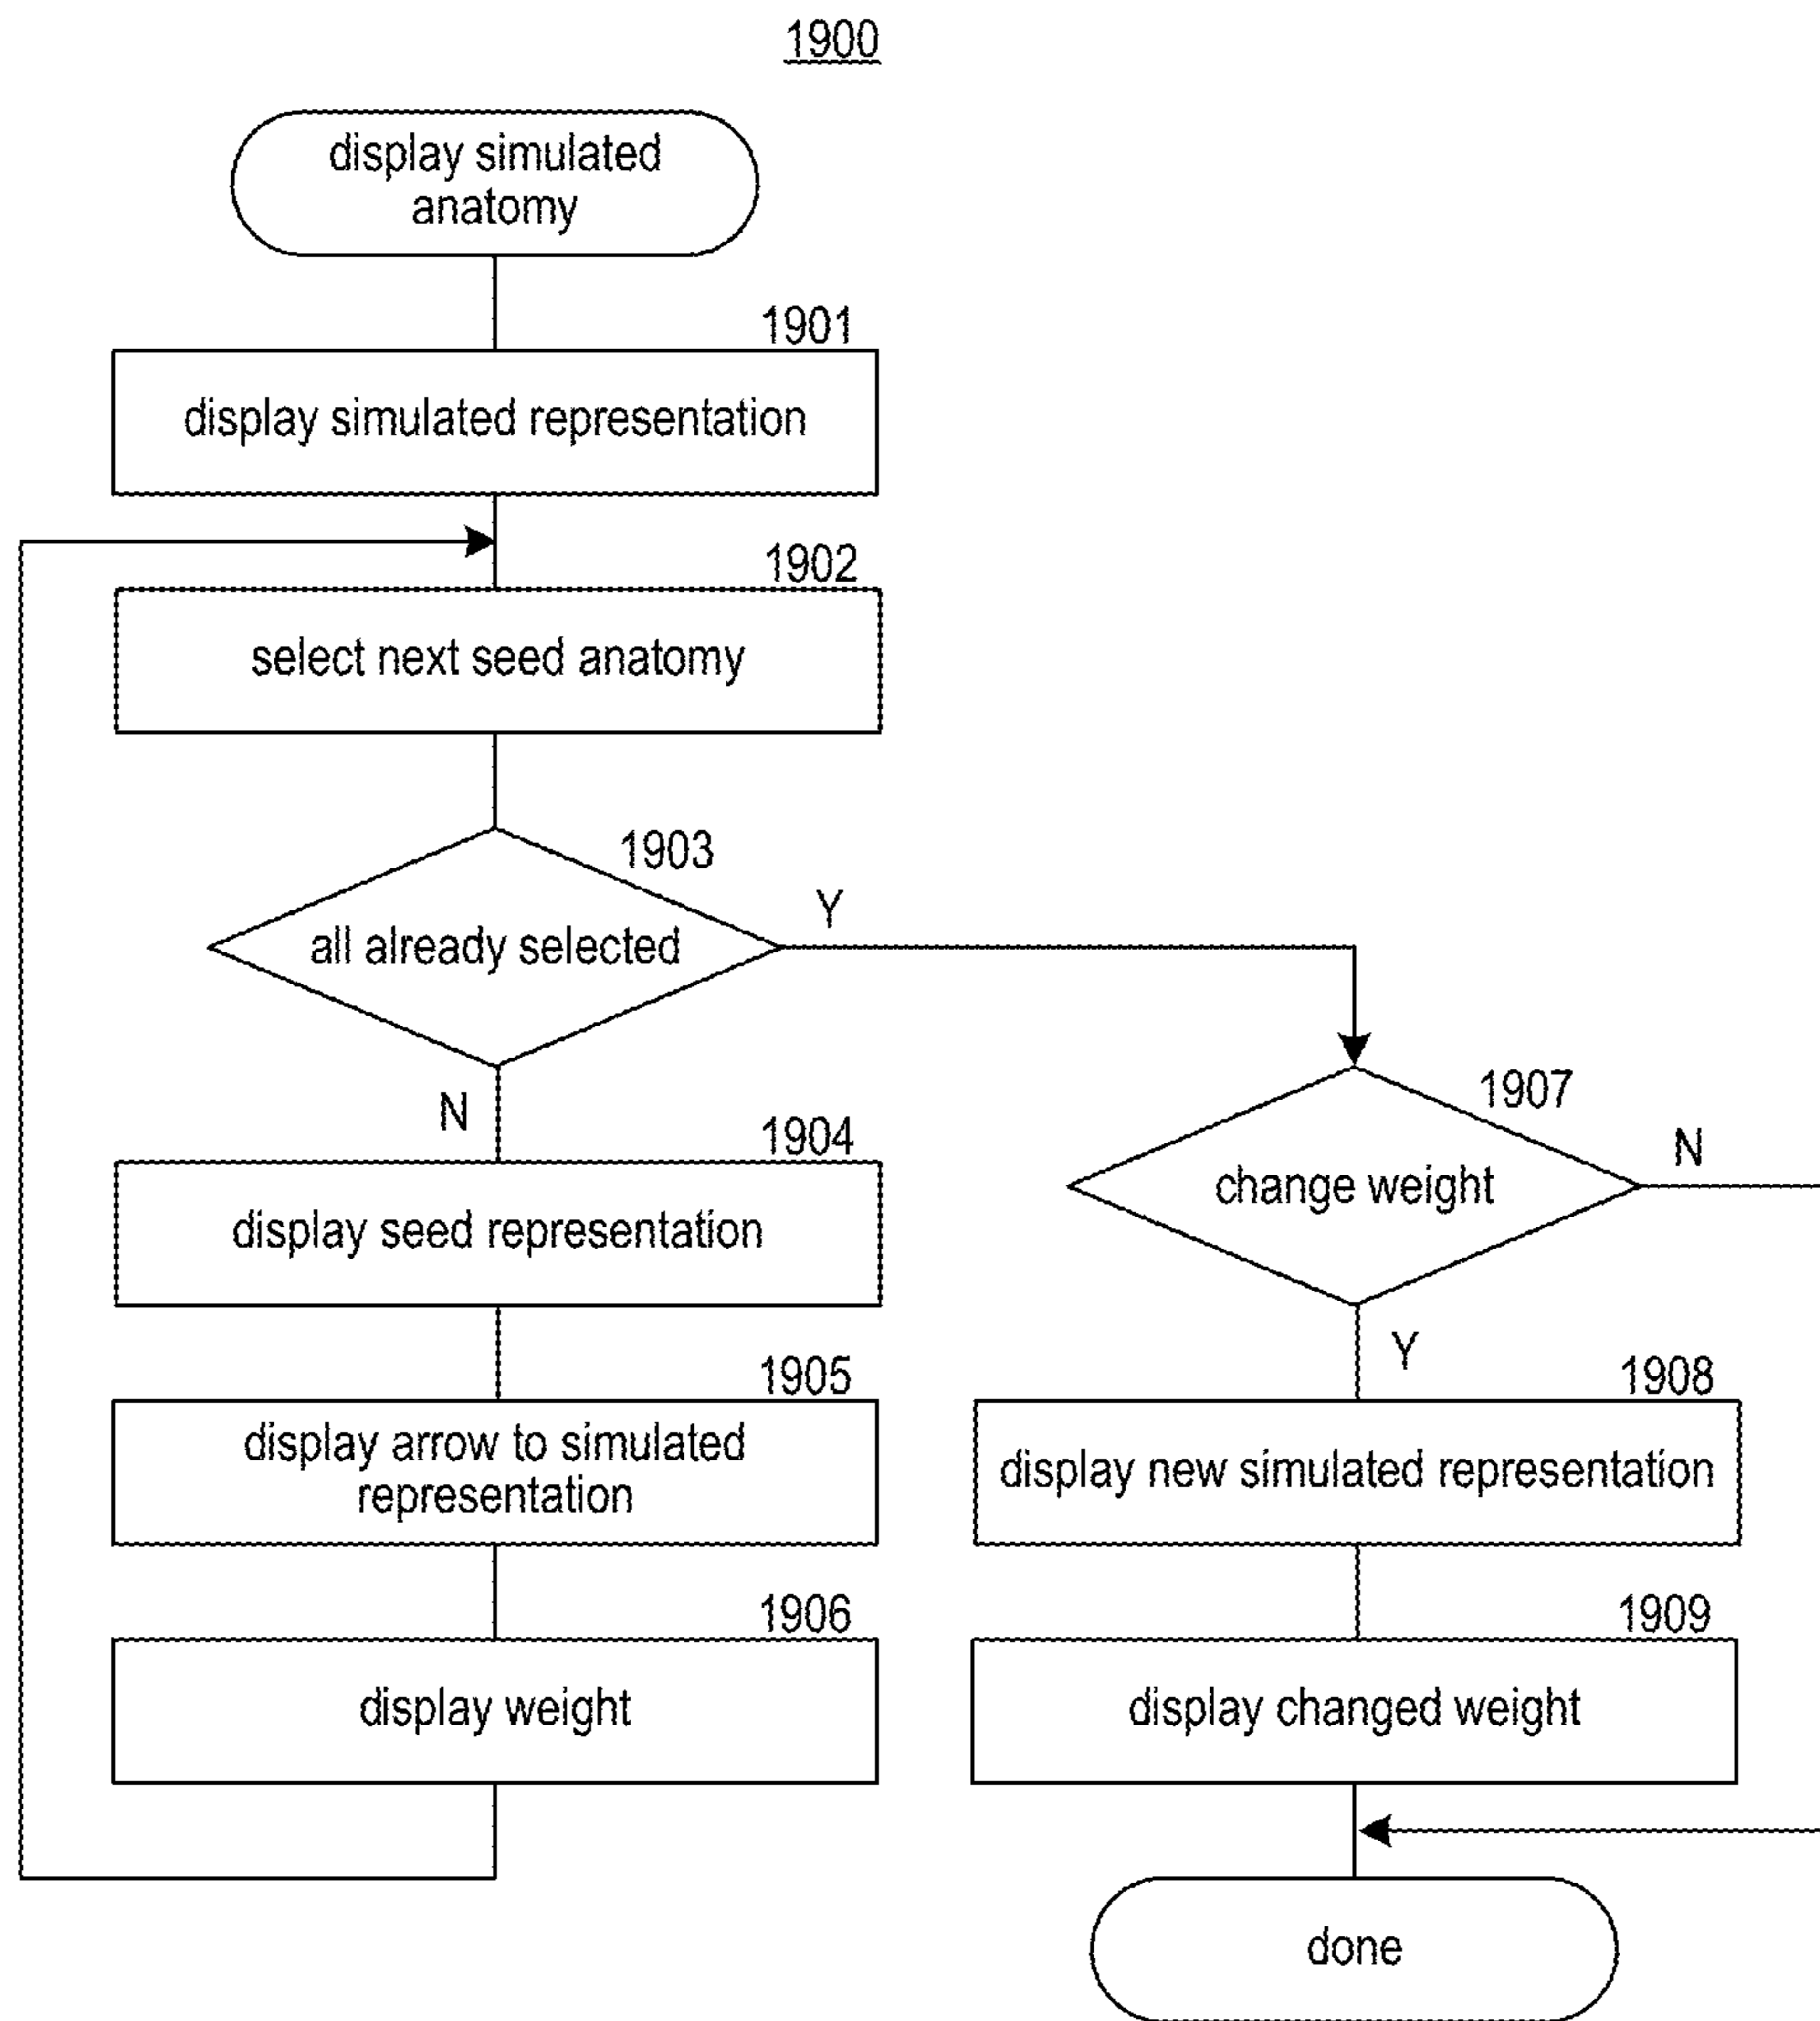 1900
display simulated
anatomy
1901
display simulated representation
1902
select next seed anatomy
1903
all already selected
Y
N
1904
display seed representation
1905
display arrow to simulated
representation
1906
display weight
1907
change weight
N
Y
1908
display new simulated representation
1909
display changed weight
done